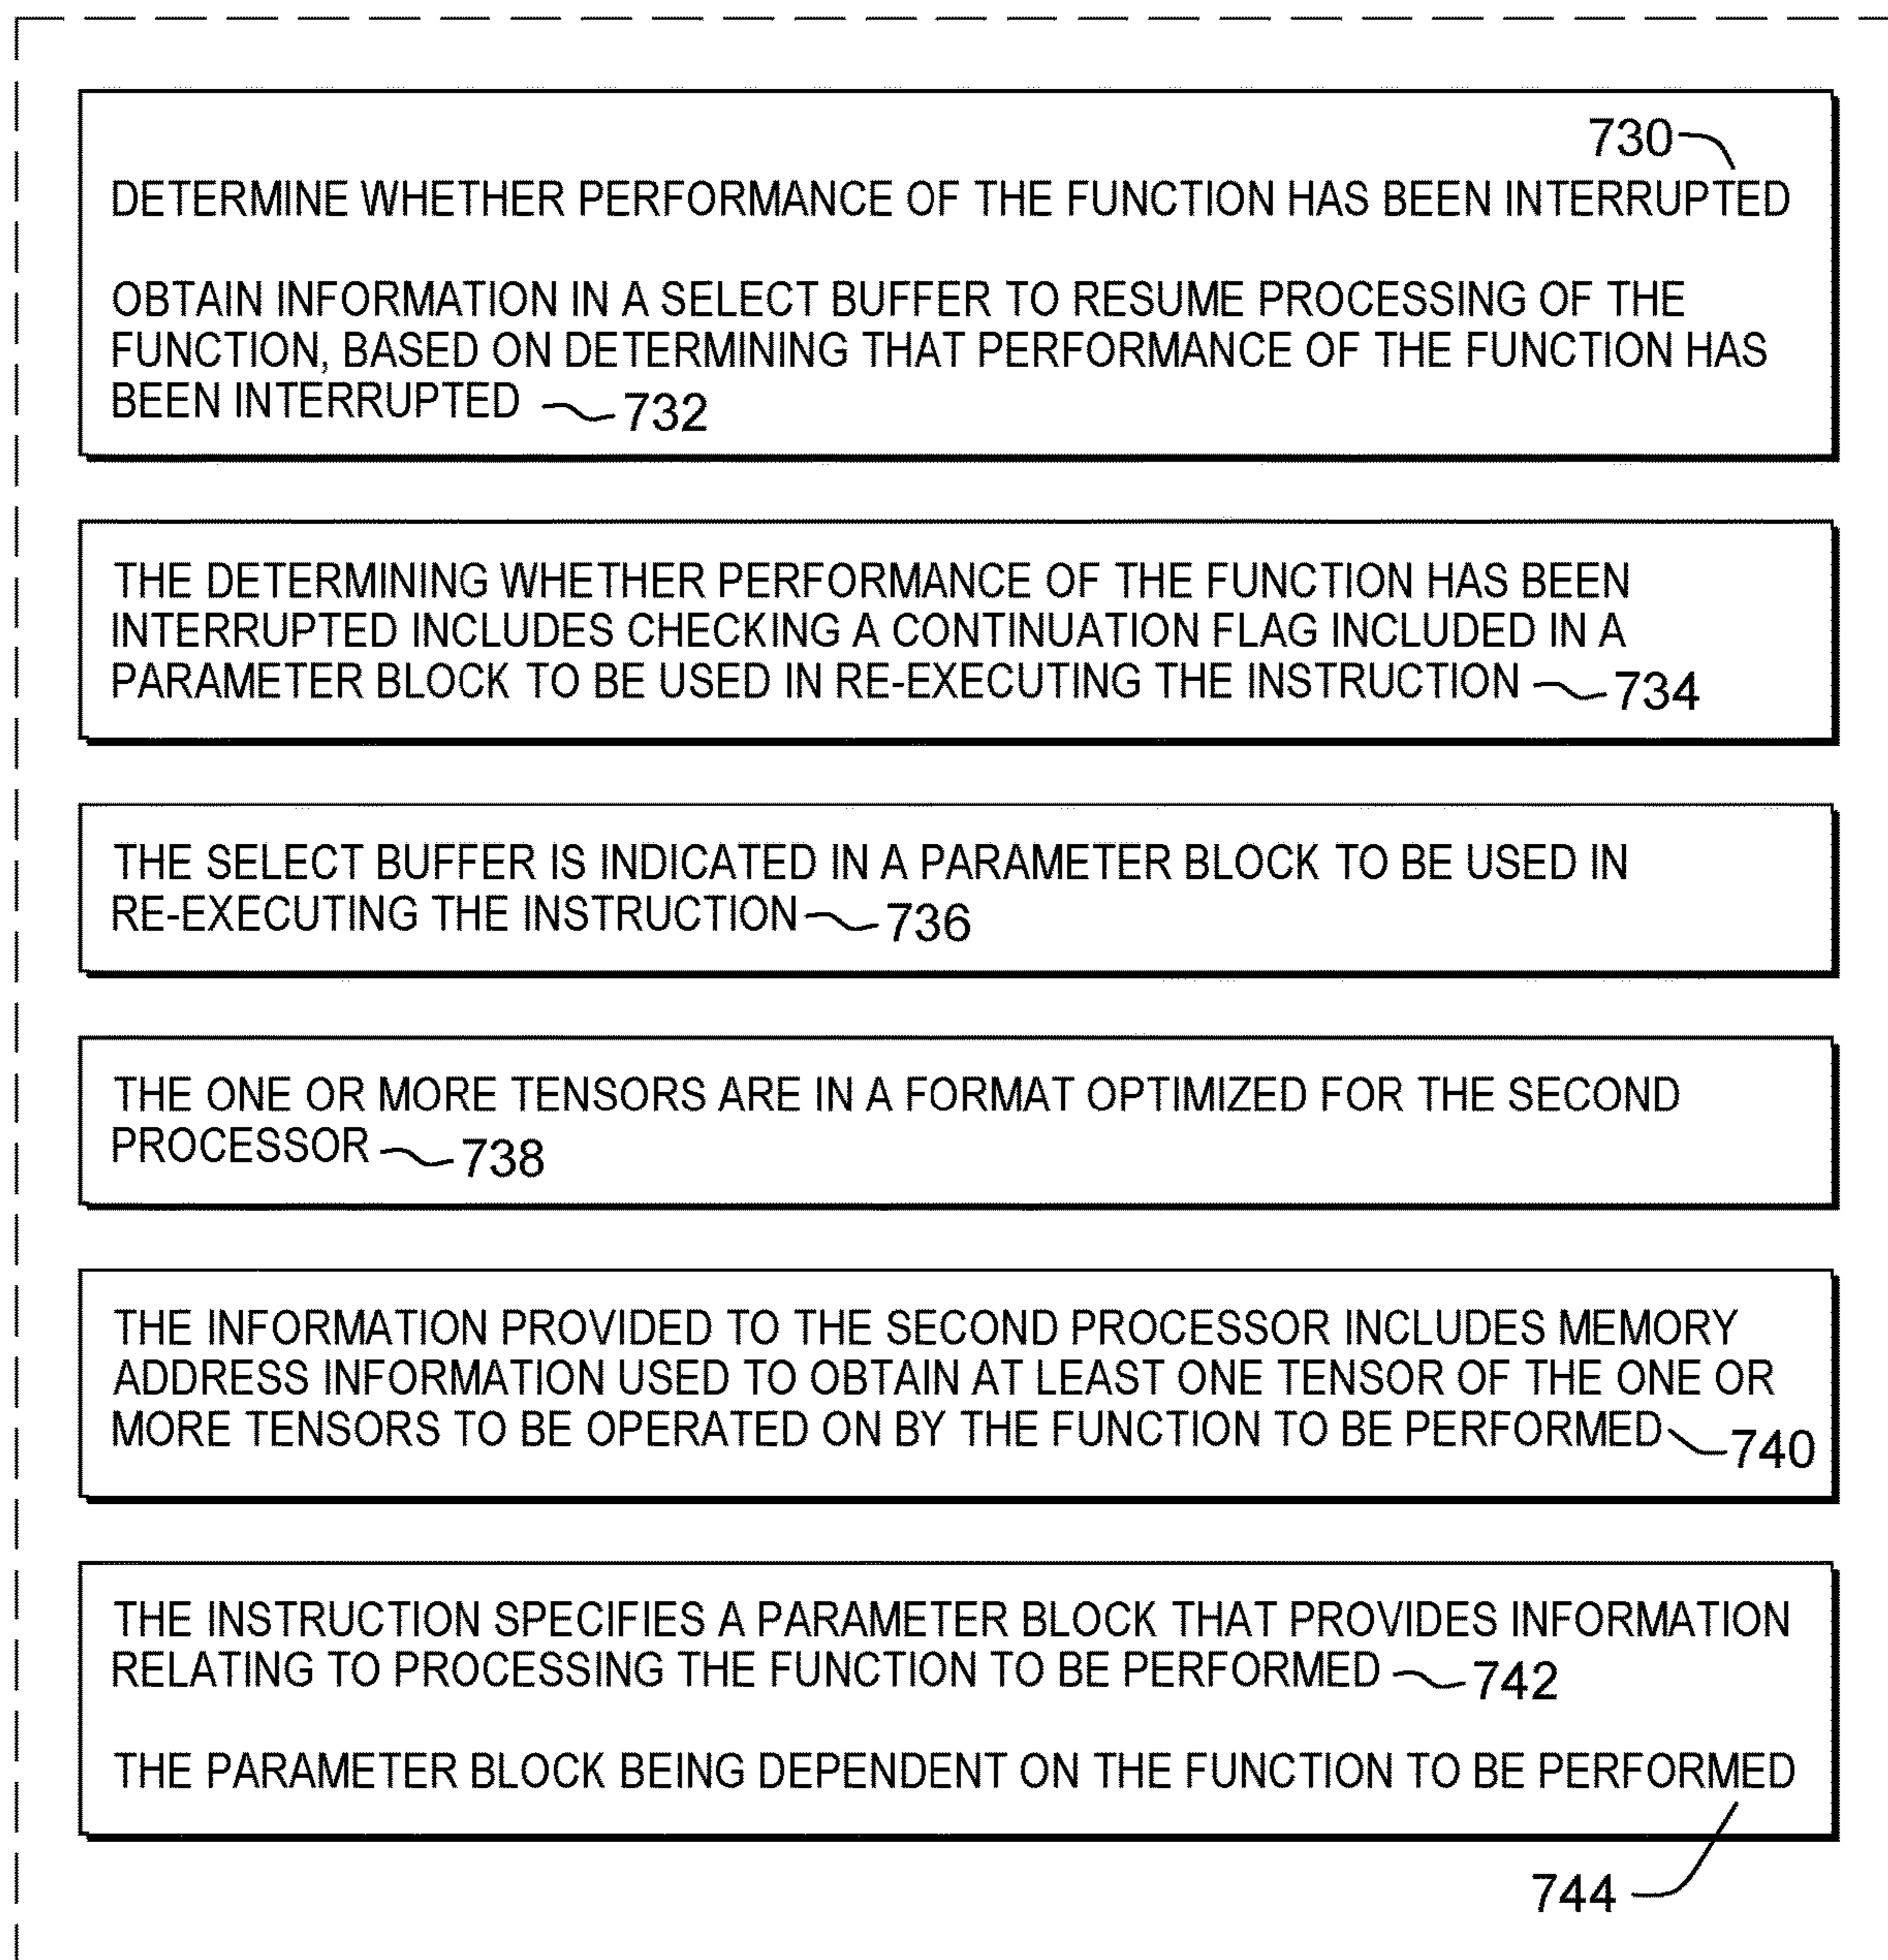 730
DETERMINE WHETHER PERFORMANCE OF THE FUNCTION HAS BEEN INTERRUPTED
OBTAIN INFORMATION IN A SELECT BUFFER TO RESUME PROCESSING OF THE
FUNCTION, BASED ON DETERMINING THAT PERFORMANCE OF THE FUNCTION HAS
BEEN INTERRUPTED 732
THE DETERMINING WHETHER PERFORMANCE OF THE FUNCTION HAS BEEN
INTERRUPTED INCLUDES CHECKING A CONTINUATION FLAG INCLUDED IN A
PARAMETER BLOCK TO BE USED IN RE-EXECUTING THE INSTRUCTION 734
THE SELECT BUFFER IS INDICATED IN A PARAMETER BLOCK TO BE USED IN
RE-EXECUTING THE INSTRUCTION 736
THE ONE OR MORE TENSORS ARE IN A FORMAT OPTIMIZED FOR THE SECOND
PROCESSOR 738
THE INFORMATION PROVIDED TO THE SECOND PROCESSOR INCLUDES MEMORY
ADDRESS INFORMATION USED TO OBTAIN AT LEAST ONE TENSOR OF THE ONE OR
MORE TENSORS TO BE OPERATED ON BY THE FUNCTION TO BE PERFORMED 740
THE INSTRUCTION SPECIFIES A PARAMETER BLOCK THAT PROVIDES INFORMATION
RELATING TO PROCESSING THE FUNCTION TO BE PERFORMED 742
THE PARAMETER BLOCK BEING DEPENDENT ON THE FUNCTION TO BE PERFORMED
744